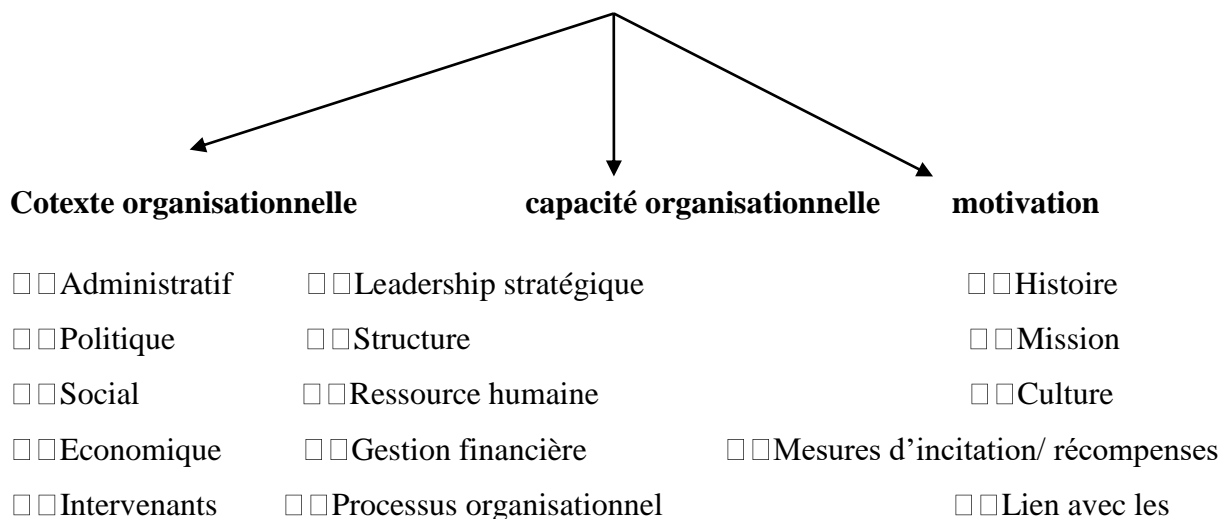 Cotexte organisationnelle capacité organisationnelle motivation
□□Administratif □□Leadership stratégique □□Histoire
□□Politique □□Structure □□Mission
□□Social □□Ressource humaine □□Culture
□□Economique □□Gestion financière □□Mesures d’incitation/ récompenses
□□Intervenants □□Processus organisationnel □□Lien avec les